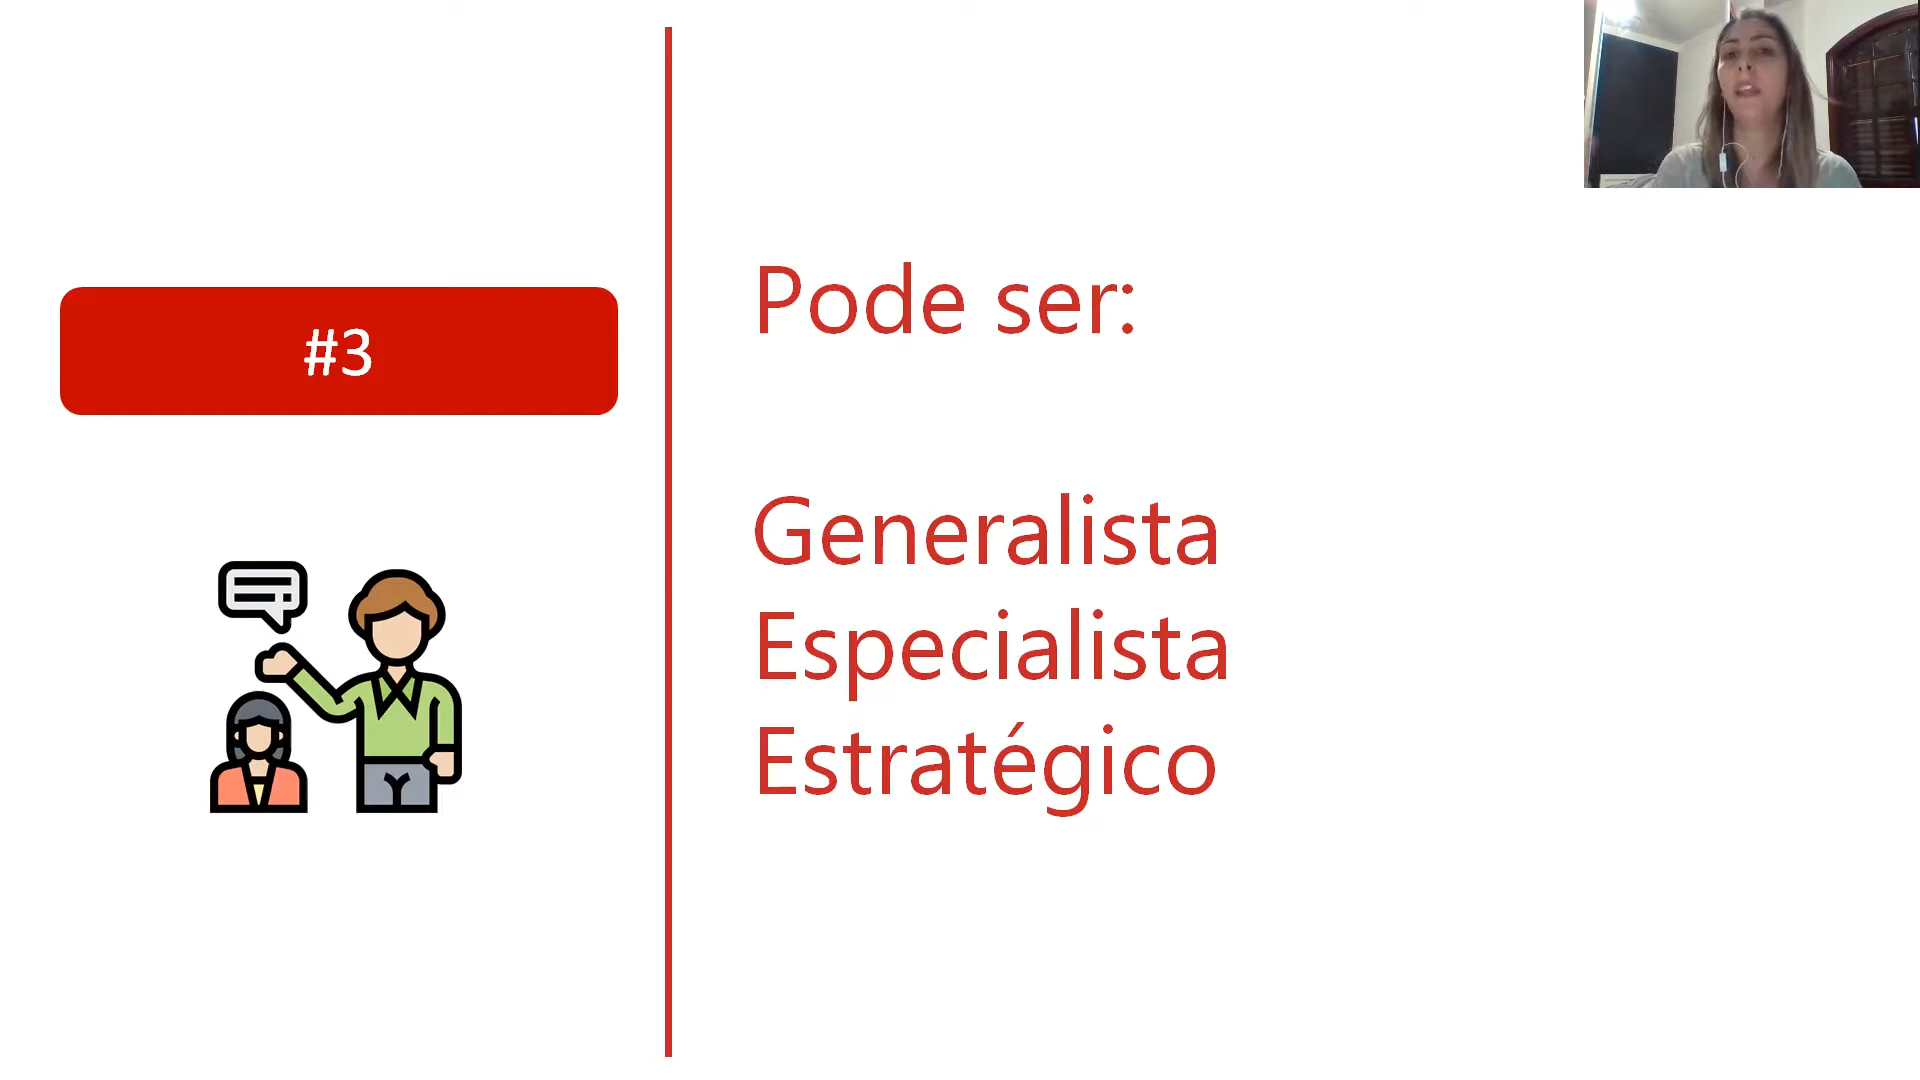 #3
Pode ser:
Generalista
Especialista
Estratégico